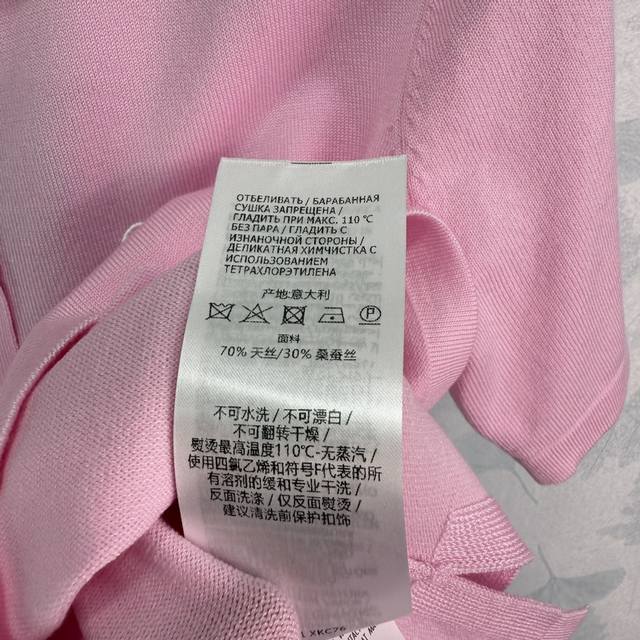 ОТБЕЛИВАТЬ / БАРАБАННАЯ
СУШКА ЗАПРЕЩЕНА /
ГЛАДИТЬ ПРИ МАКС. 110 °C
БЕЗ ПАРА / ГЛАДИТЬ С
ИЗНАНОЧНОЙ СТОРОНЫ /
ДЕЛИКАТНАЯ ХИМЧИСТКА С
ИСПОЛЬЗОВАНИЕМ
ТЕТРАХЛОРЭТИЛЕНА
产地:意大利
P
面料
70% 天丝/30% 桑蚕丝
不可水洗 / 不可漂白 /
不可翻转干燥 /
熨烫最高温度110℃-无蒸汽 /
使用四氯乙烯和符号F代表的所
有溶剂的缓和专业干洗 /
反面洗涤 / 仅反面熨烫 /
建议清洗前保护扣饰
XKC76